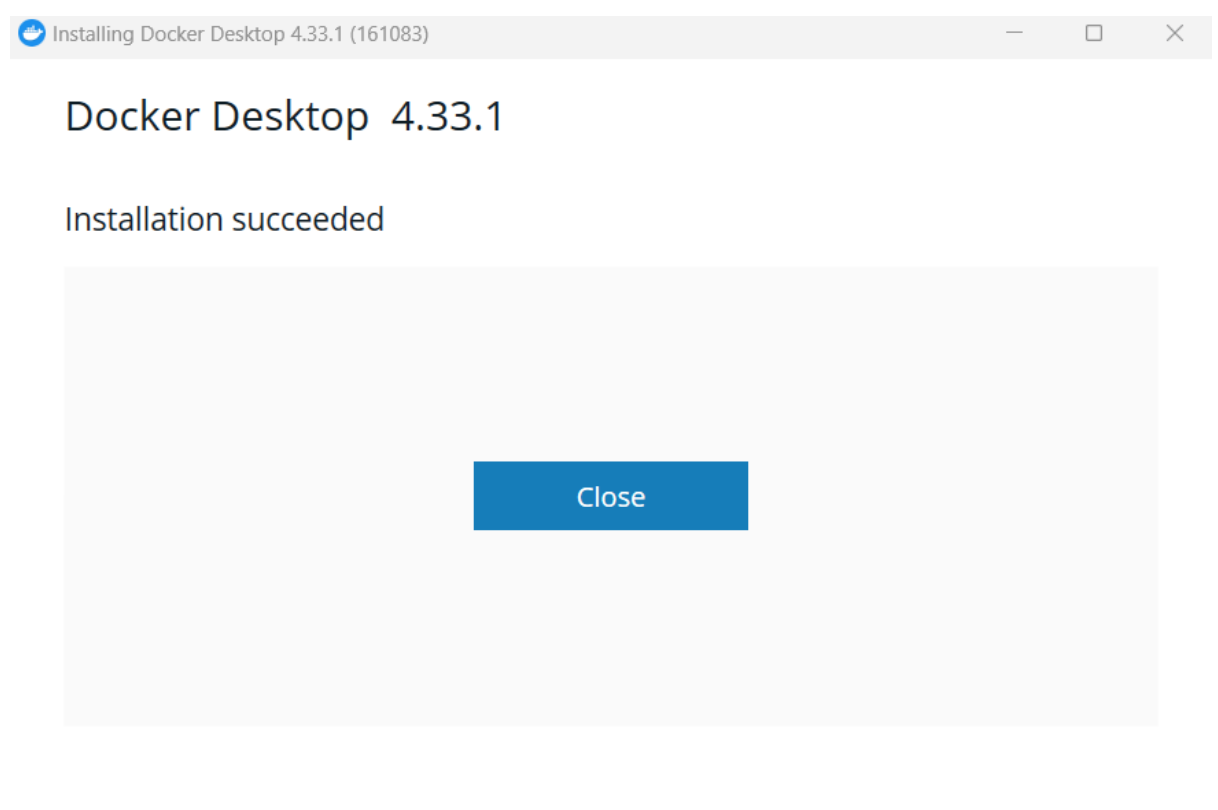 Installing Docker Desktop 4.33.1 (161083)
Docker Desktop 4.33.1
Installation succeeded
Close